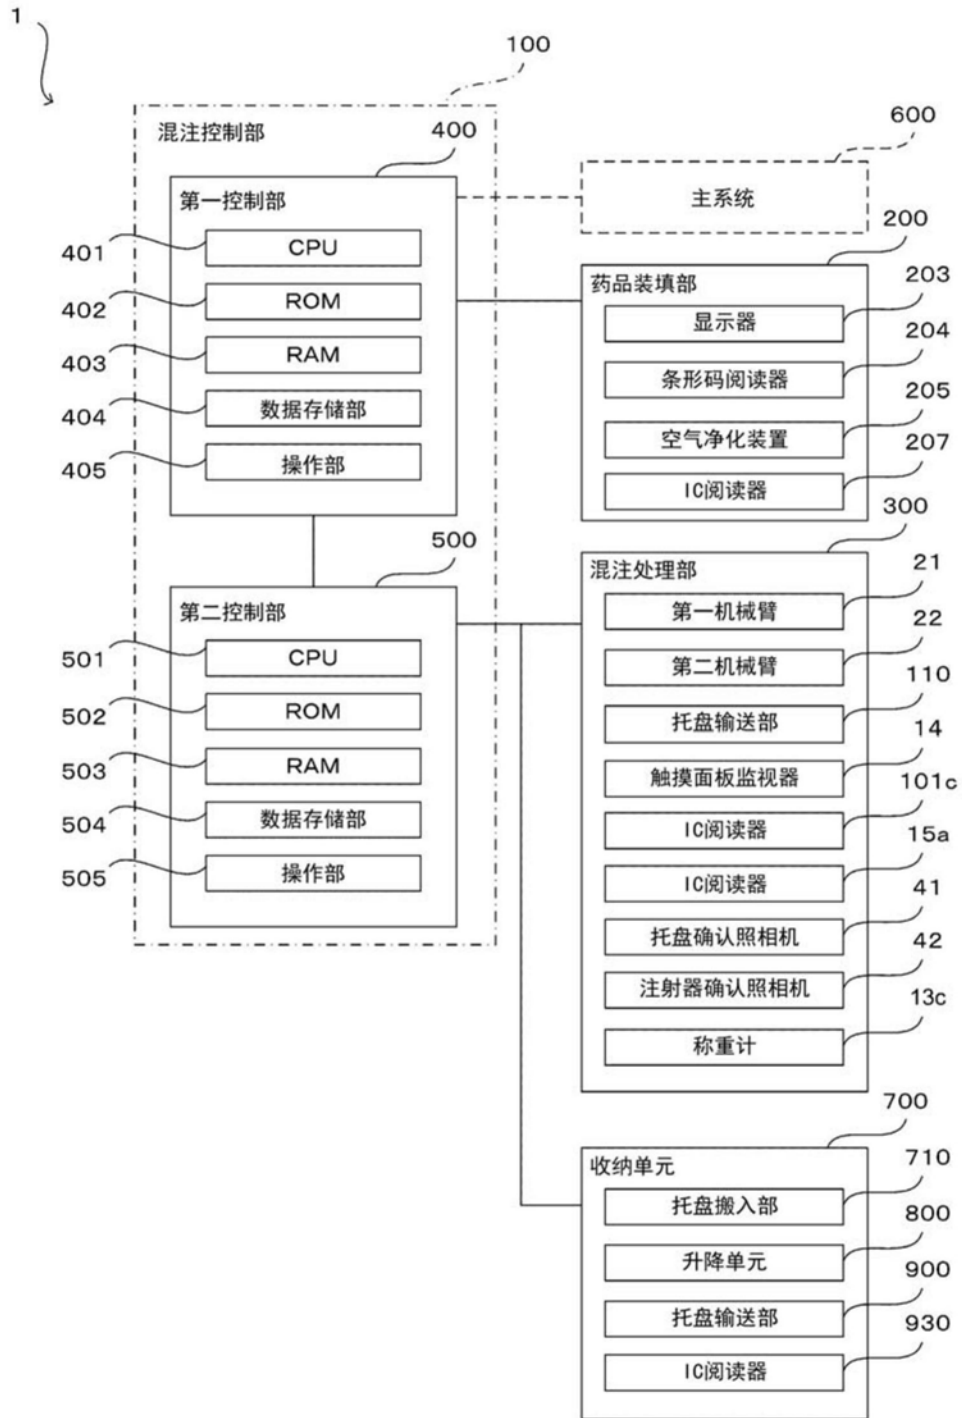 1
100
混注控制部
400
第一控制部
401
CPU
402
ROM
403
RAM
404
数据存储部
405
操作部
500
第二控制部
501
CPU
502
ROM
503
RAM
504
数据存储部
505
操作部
600
主系统
200
药品装填部
203
显示器
204
条形码阅读器
205
空气净化装置
207
IC阅读器
300
混注处理部
21
第一机械臂
22
第二机械臂
110
托盘输送部
14
触摸面板监视器
101c
IC阅读器
15a
IC阅读器
41
托盘确认照相机
42
注射器确认照相机
13c
称重计
700
收纳单元
710
托盘搬入部
800
升降单元
900
托盘输送部
930
IC阅读器